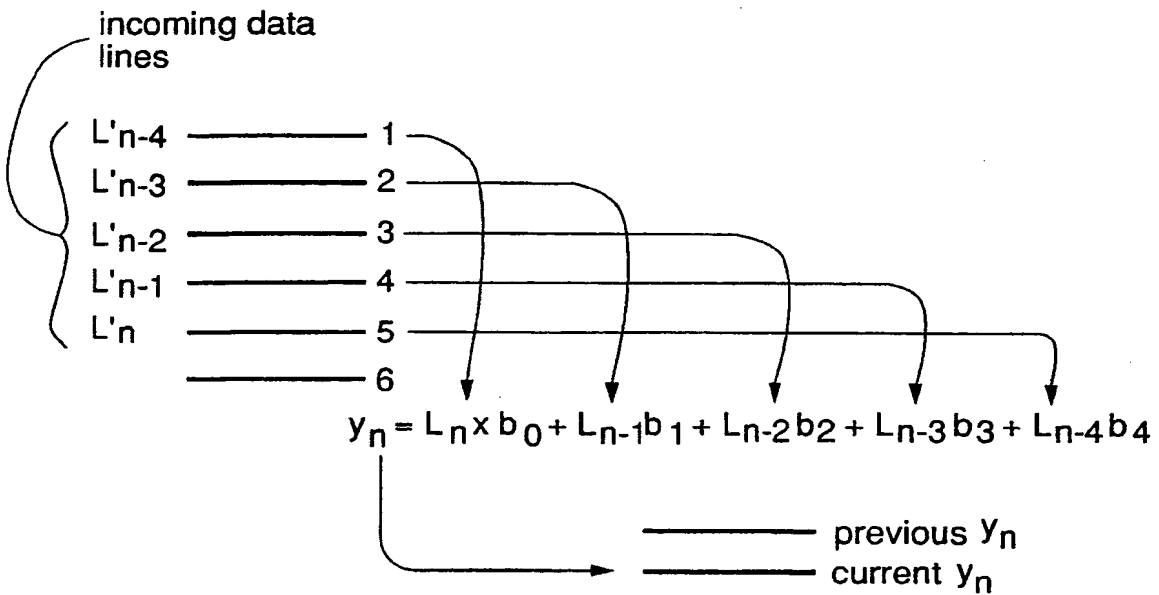 incoming data
lines
L'n-4 1
L'n-3 2
L'n-2 3
L'n-1 4
L'n 5
6
yn = Ln x b0 + Ln-1b1 + Ln-2b2 + Ln-3b3 + Ln-4b4
previous yn
current yn